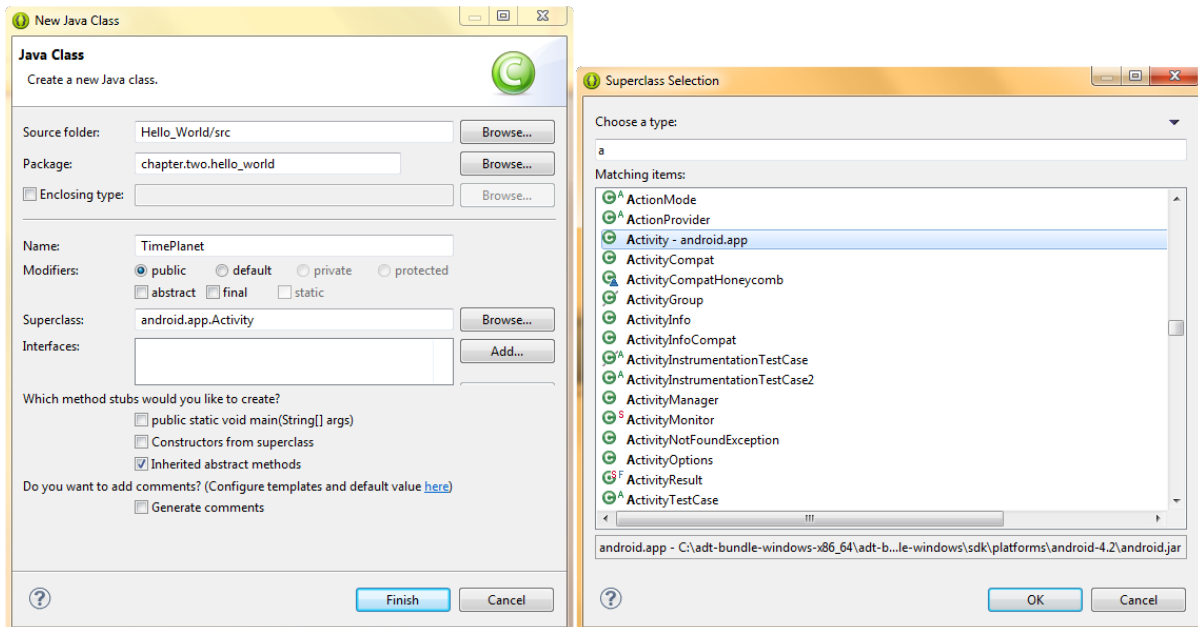 New Java Class
Java Class
Create a new Java class.
Source folder: Hello_World/src Browse...
Package: chapter.two.hello_world Browse...
Enclosing type: Browse...
Name: TimePlanet
Modifiers: public default private protected
abstract final static
Superclass: android.app.Activity Browse...
Interfaces: Add...
Which method stubs would you like to create?
public static void main(String[] args)
Constructors from superclass
Inherited abstract methods
Do you want to add comments? (Configure templates and default value here)
Generate comments
Finish Cancel
Superclass Selection
Choose a type:
a
Matching items:
ActionMode
ActionProvider
Activity - android.app
ActivityCompat
ActivityCompatHoneycomb
ActivityGroup
ActivityInfo
ActivityInfoCompat
ActivityInstrumentationTestCase
ActivityInstrumentationTestCase2
ActivityManager
ActivityMonitor
ActivityNotFoundException
ActivityOptions
ActivityResult
ActivityTestCase
android.app - C:\adt-bundle-windows-x86_64\adt-b...le-windows\sdk\platforms\android-4.2\android.jar
OK Cancel